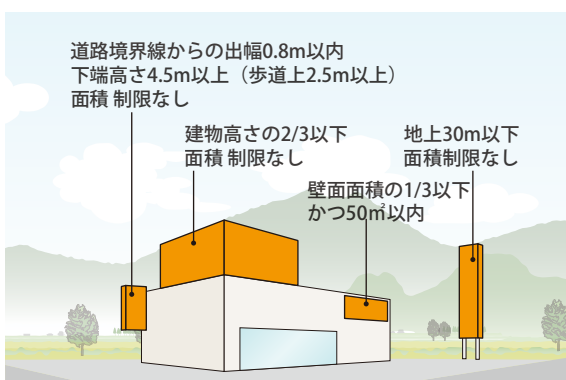 道路境界線からの出幅0.8m以内
下端高さ4.5m以上（歩道上2.5m以上）
面積 制限なし
建物高さの2/3以下
面積 制限なし
地上30m以下
面積制限なし
壁面面積の1/3以下
かつ50㎡以内